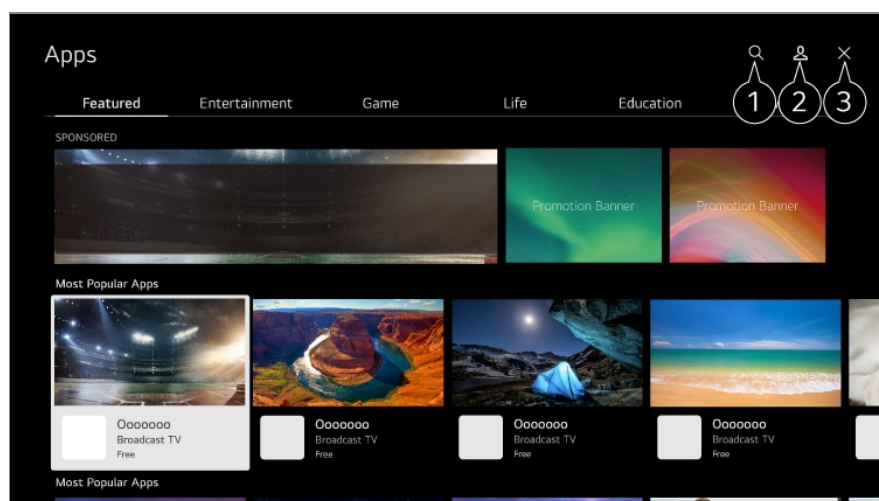 Apps
1 2 3
Featured Entertainment Game Life Education
SPONSORED
Promotion Banner Promotion Banner
Most Popular Apps
Ooooooo Ooooooo Ooooooo Ooooooo
Broadcast TV Broadcast TV Broadcast TV Broadcast TV
Free Free Free Free
Most Popular Apps